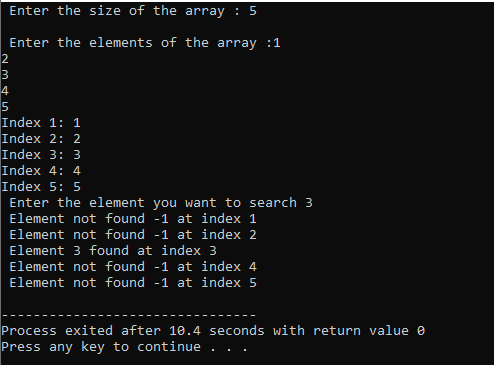 Enter the size of the array : 5
Enter the elements of the array :1
2
3
4
5
Index 1: 1
Index 2: 2
Index 3: 3
Index 4: 4
Index 5: 5
Enter the element you want to search 3
Element not found -1 at index 1
Element not found -1 at index 2
Element 3 found at index 3
Element not found -1 at index 4
Element not found -1 at index 5
--------------------------------
Process exited after 10.4 seconds with return value 0
Press any key to continue . . .